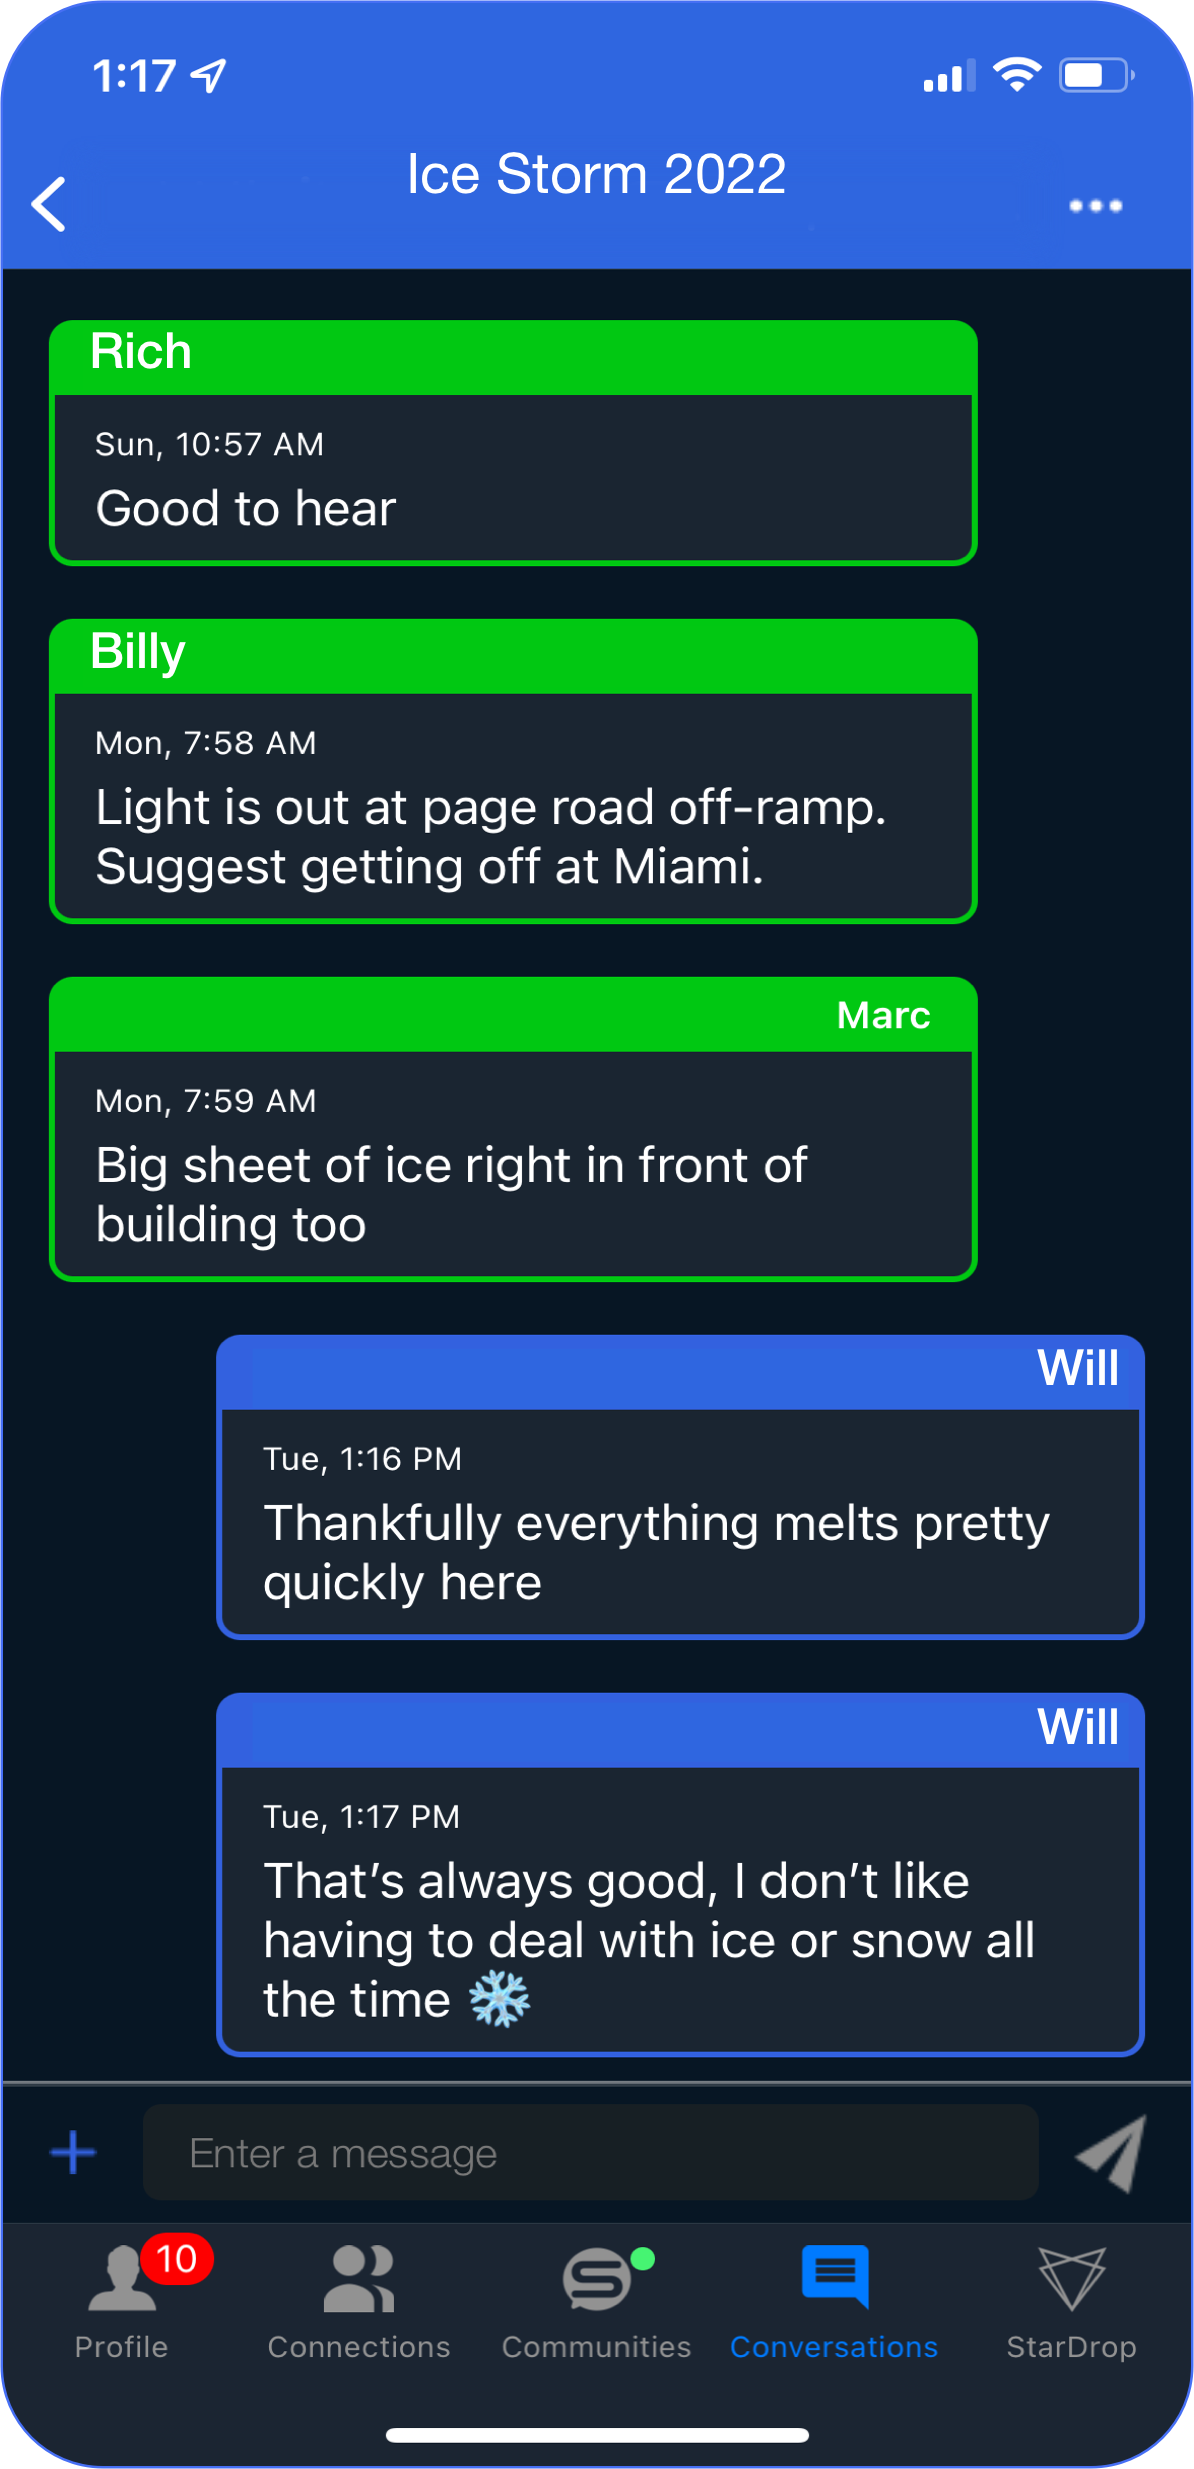 1:17
Ice Storm 2022
Rich
Sun, 10:57 AM
Good to hear
Billy
Mon, 7:58 AM
Light is out at page road off-ramp.
Suggest getting off at Miami.
Marc
Mon, 7:59 AM
Big sheet of ice right in front of
building too
Will
Tue, 1:16 PM
Thankfully everything melts pretty
quickly here
Will
Tue, 1:17 PM
That’s always good, I don’t like
having to deal with ice or snow all
the time ❄️
Enter a message
10
Profile
Connections
Communities
Conversations
StarDrop